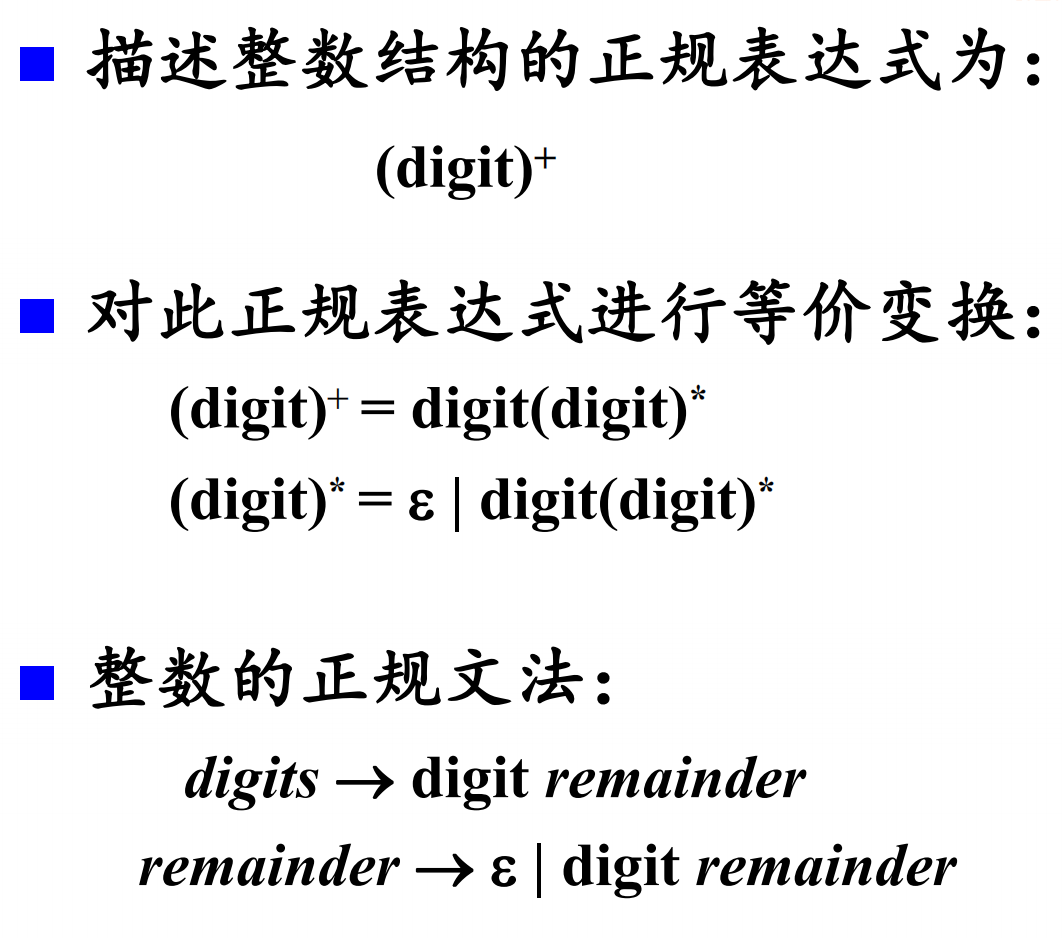 描述整数结构的正规表达式为：
(digit)⁺
对此正规表达式进行等价变换：
(digit)⁺ = digit(digit)*
(digit)* = ε | digit(digit)*
整数的正规文法：
digits → digit remainder
remainder → ε | digit remainder